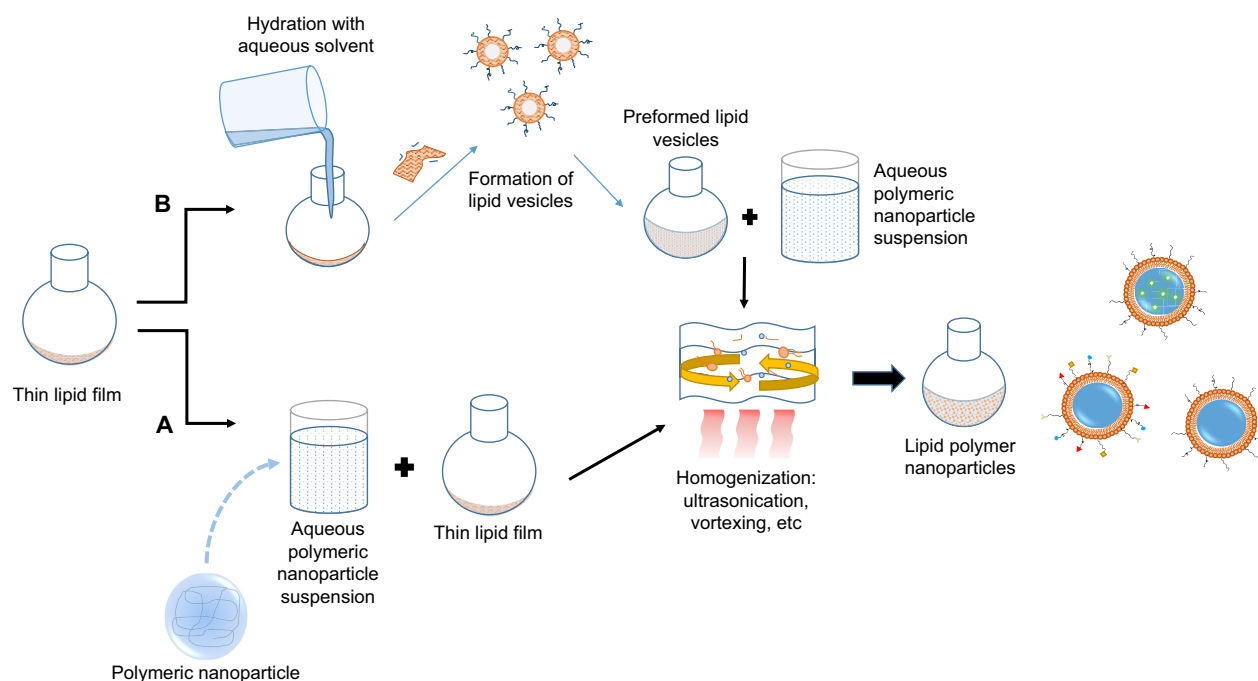 Hydration with
aqueous solvent
B
Formation of
lipid vesicles
Preformed lipid
vesicles
Aqueous
polymeric
nanoparticle
suspension
Thin lipid film
A
Aqueous
polymeric
nanoparticle
suspension
Thin lipid film
Polymeric nanoparticle
Homogenization:
ultrasonication,
vortexing, etc
Lipid polymer
nanoparticles